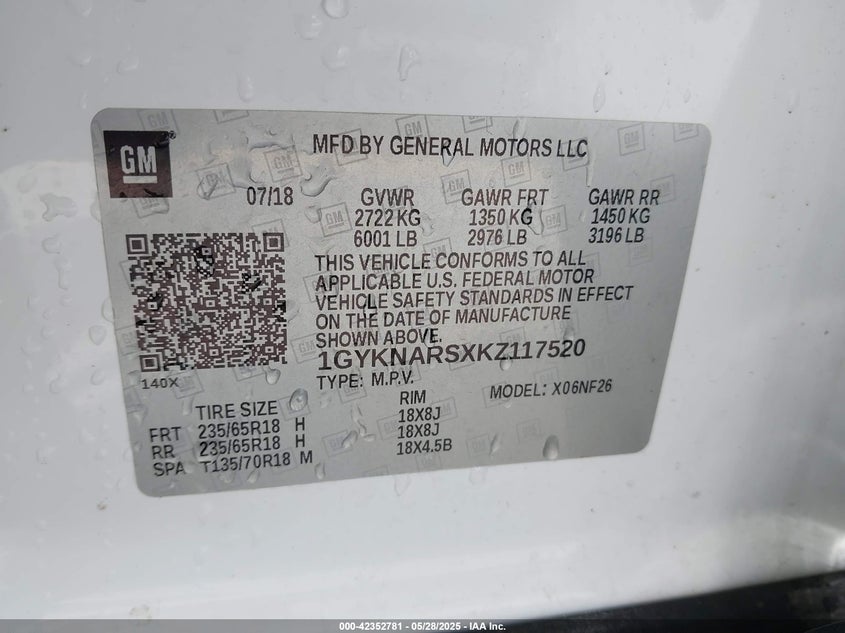 GM
MFD BY GENERAL MOTORS LLC
07/18 GVWR GAWR FRT GAWR RR
2722 KG 1350 KG 1450 KG
6001 LB 2976 LB 3196 LB
THIS VEHICLE CONFORMS TO ALL
APPLICABLE U.S. FEDERAL MOTOR
VEHICLE SAFETY STANDARDS IN EFFECT
ON THE DATE OF MANUFACTURE
SHOWN ABOVE.
1GYKNARSXKZ117520
140X
TYPE: M.P.V. MODEL: X06NF26
TIRE SIZE RIM
FRT 235/65R18 H 18X8J
RR 235/65R18 H 18X8J
SPA T135/70R18 M 18X4.5B
000-42352781 - 05/28/2025 - IAA Inc.